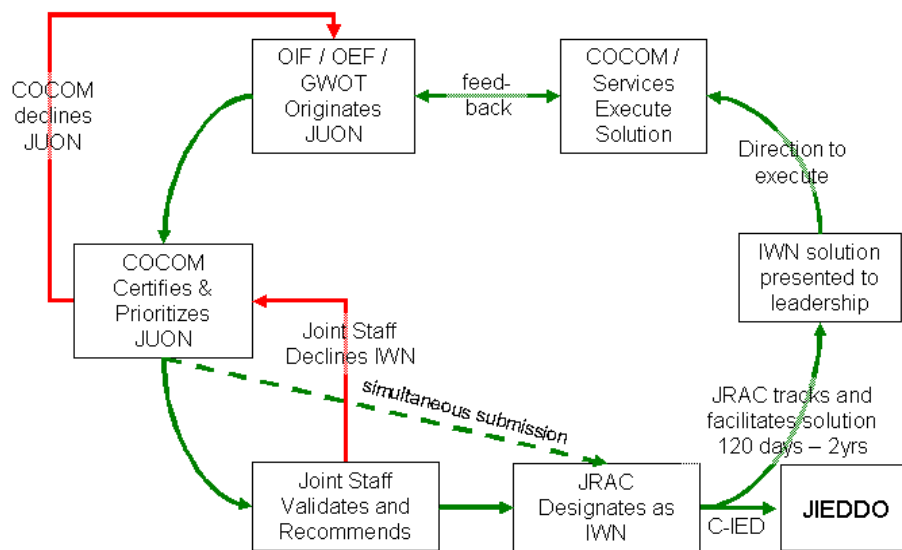 OIF / OEF /
GWOT
Originates
JUON
COCOM /
Services
Execute
Solution
feed-
back
COCOM
declines
JUON
Direction to
execute
COCOM
Certifies &
Prioritizes
JUON
IWN solution
presented to
leadership
Joint Staff
Declines IWN
simultaneous submission
JRAC tracks and
facilitates solution
120 days – 2yrs
Joint Staff
Validates and
Recommends
JRAC
Designates as
IWN
C-IED
JIEDDO